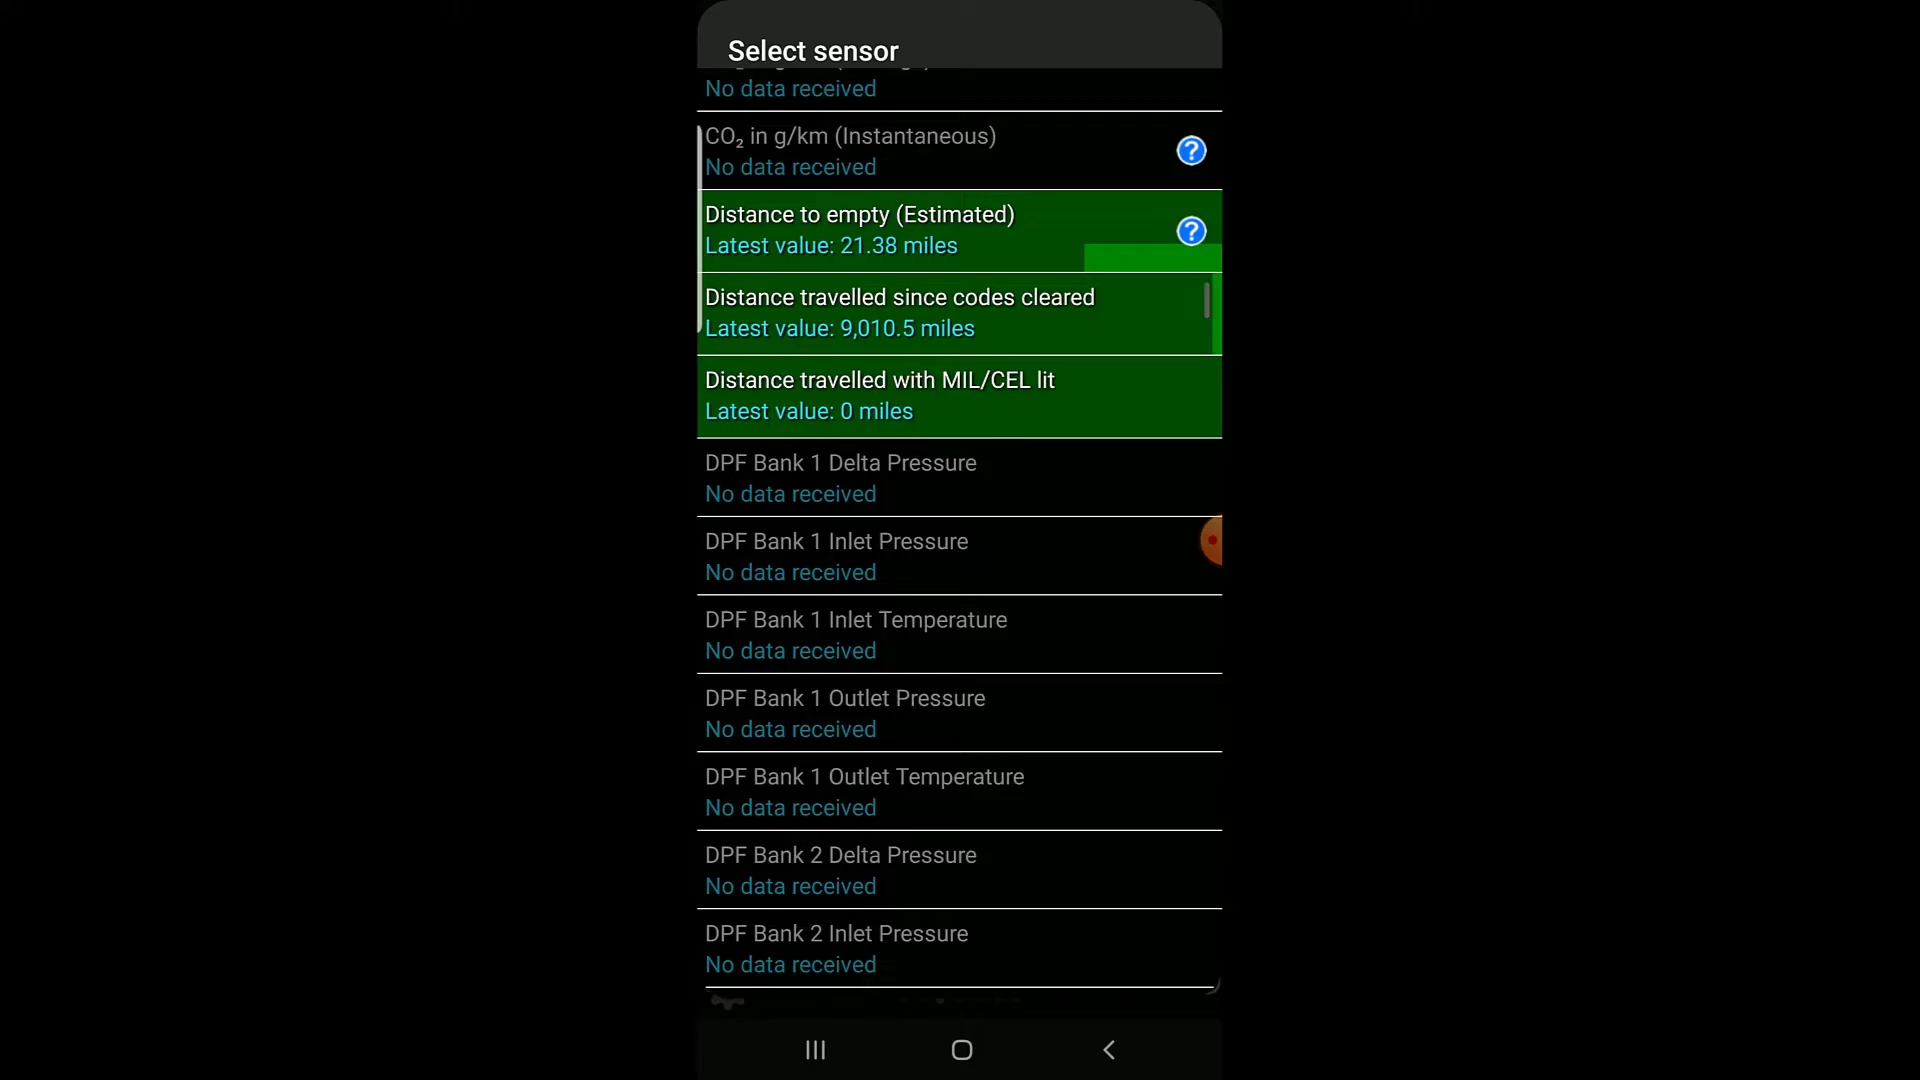 Select sensor
No data received
CO₂ in g/km (Instantaneous)
No data received
Distance to empty (Estimated)
Latest value: 21.38 miles
Distance travelled since codes cleared
Latest value: 9,010.5 miles
Distance travelled with MIL/CEL lit
Latest value: 0 miles
DPF Bank 1 Delta Pressure
No data received
DPF Bank 1 Inlet Pressure
No data received
DPF Bank 1 Inlet Temperature
No data received
DPF Bank 1 Outlet Pressure
No data received
DPF Bank 1 Outlet Temperature
No data received
DPF Bank 2 Delta Pressure
No data received
DPF Bank 2 Inlet Pressure
No data received